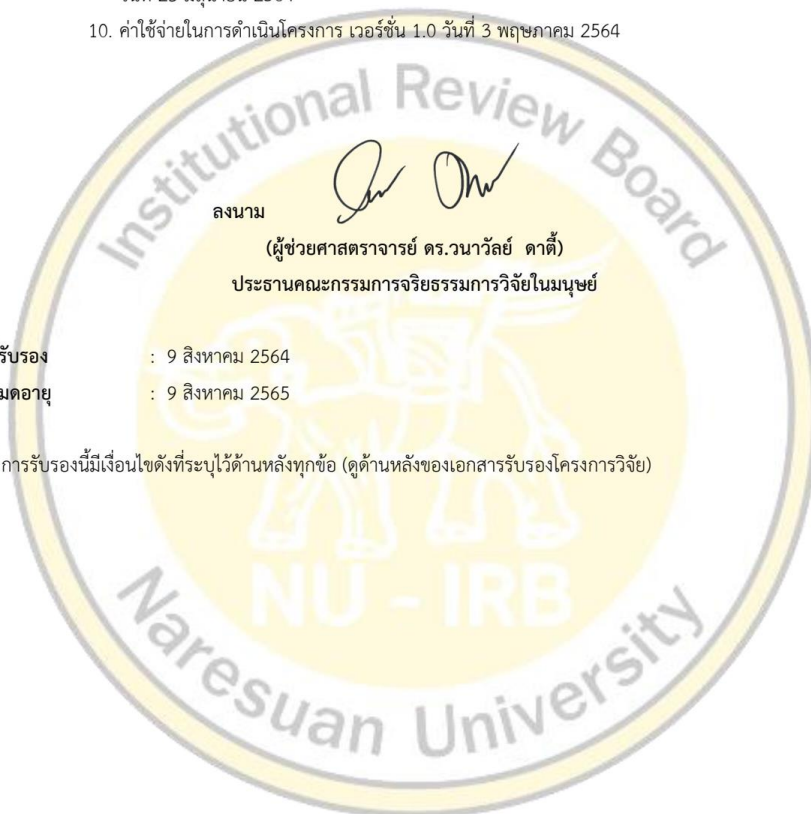 10. ค่าใช้จ่ายในการดำเนินโครงการ เวอร์ชั่น 1.0 วันที่ 3 พฤษภาคม 2564
Institutional Review Board
ลงนาม
(ผู้ช่วยศาสตราจารย์ ดร.วนาวัลย์ ดาตี้)
ประธานคณะกรรมการจริยธรรมการวิจัยในมนุษย์
รับรอง : 9 สิงหาคม 2564
มดอายุ : 9 สิงหาคม 2565
การรับรองนี้มีเงื่อนไขดังที่ระบุไว้ด้านหลังทุกข้อ (ดูด้านหลังของเอกสารรับรองโครงการวิจัย)
NU - IRB
Naresuan University